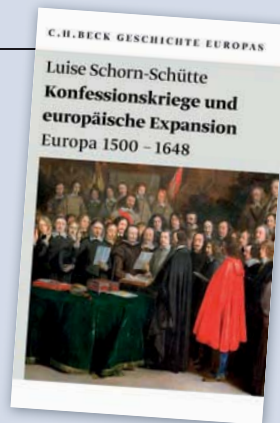 C.H.BECK GESCHICHTE EUROPAS
Luise Schorn-Schütte
Konfessionskriege und
europäische Expansion
Europa 1500 – 1648